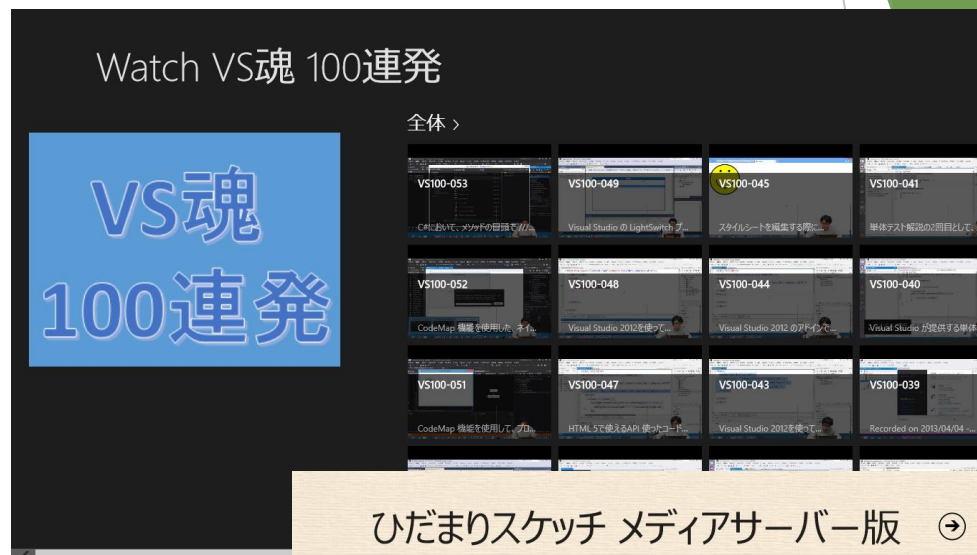 Watch VS魂 100連発
VS魂
100連発
全体 >
VS100-053
C#において、メソッドの冒頭で ///...
VS100-049
Visual Studio の LightSwitch プ...
VS100-045
スタイルシートを編集する際に...
VS100-041
単体テスト解説の2回目として、
VS100-052
CodeMap 機能を使用した、ネイ...
VS100-048
Visual Studio 2012を使って...
VS100-044
Visual Studio 2012 のアドインで...
VS100-040
Visual Studio が提供する単体
VS100-051
CodeMap 機能を使用して、プロ...
VS100-047
HTML 5で使えるAPI 使ったコード...
VS100-043
Visual Studio 2012を使って...
VS100-039
Recorded on 2013/04/04 -...
ひだまりスケッチ メディアサーバー版